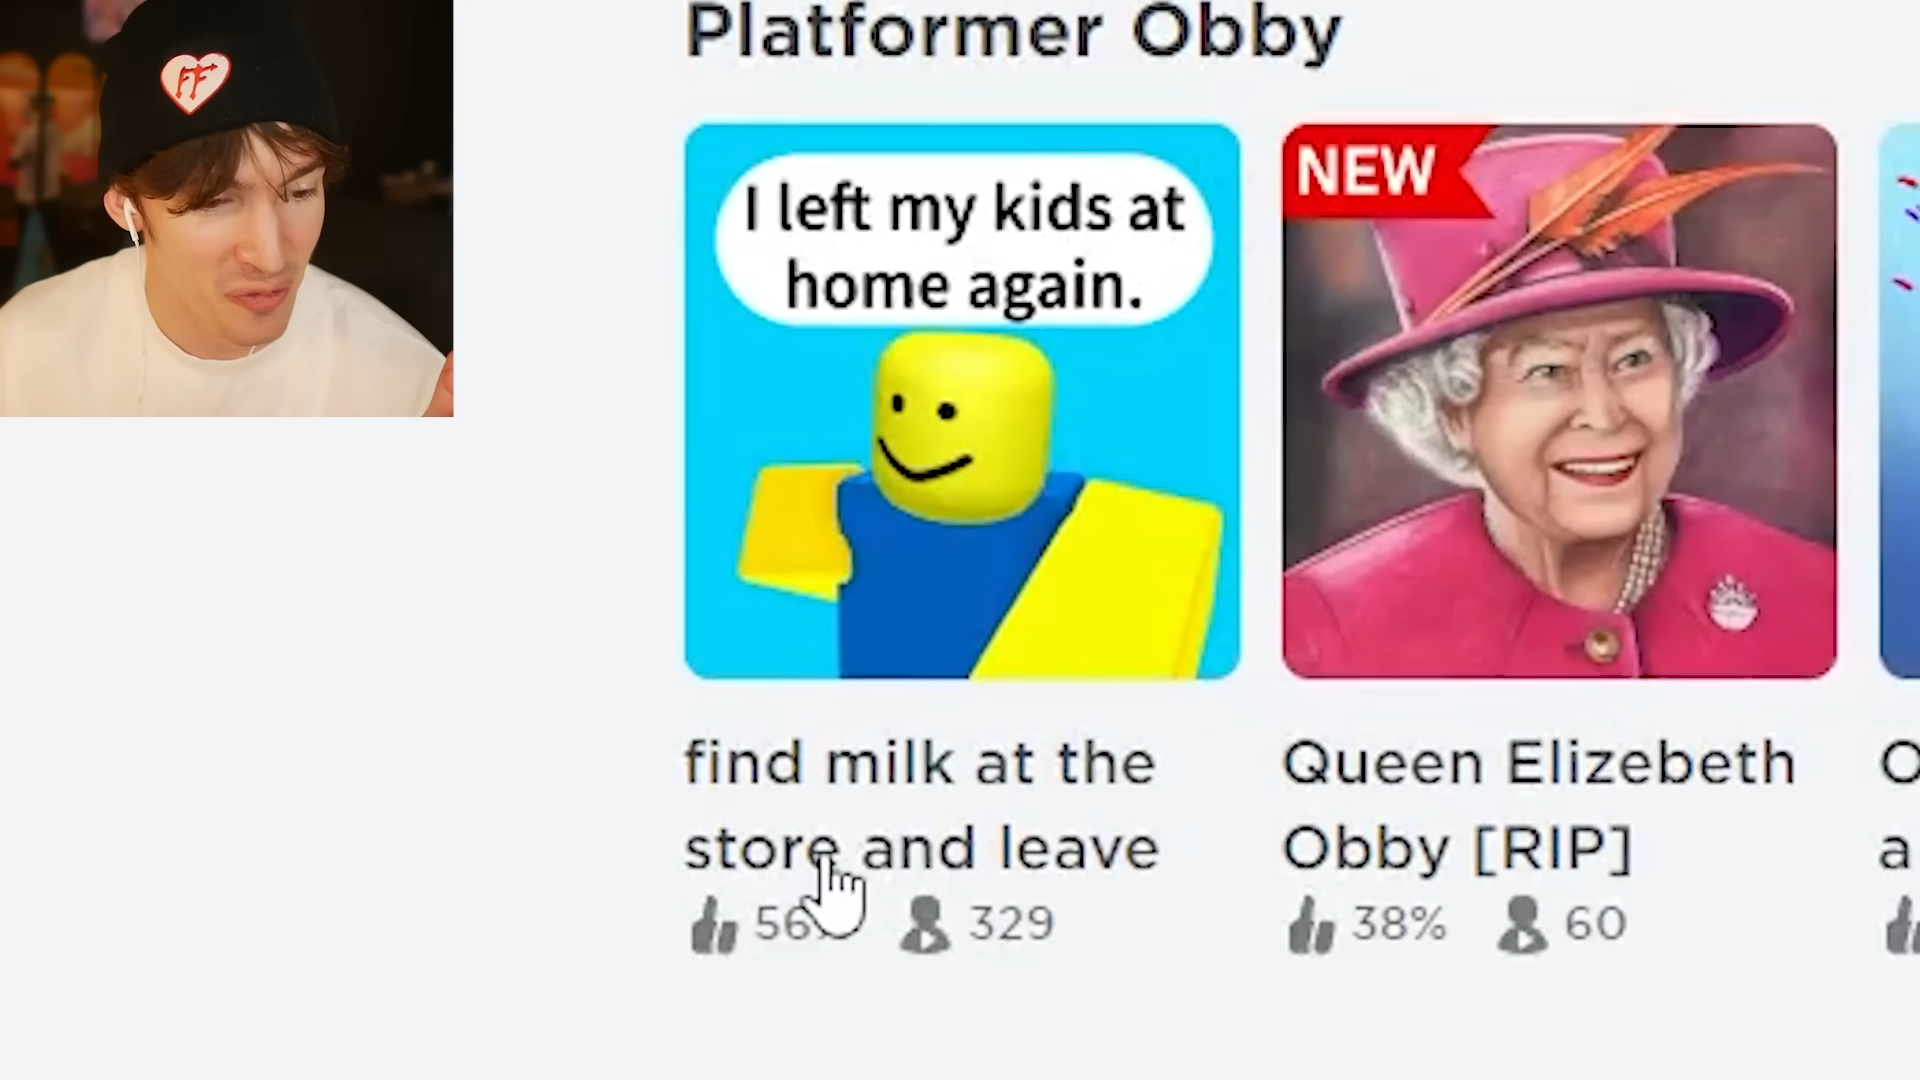 FF
Platformer Obby
I left my kids at
home again.
NEW
find milk at the
store and leave
329
Queen Elizebeth
Obby [RIP]
38% 60